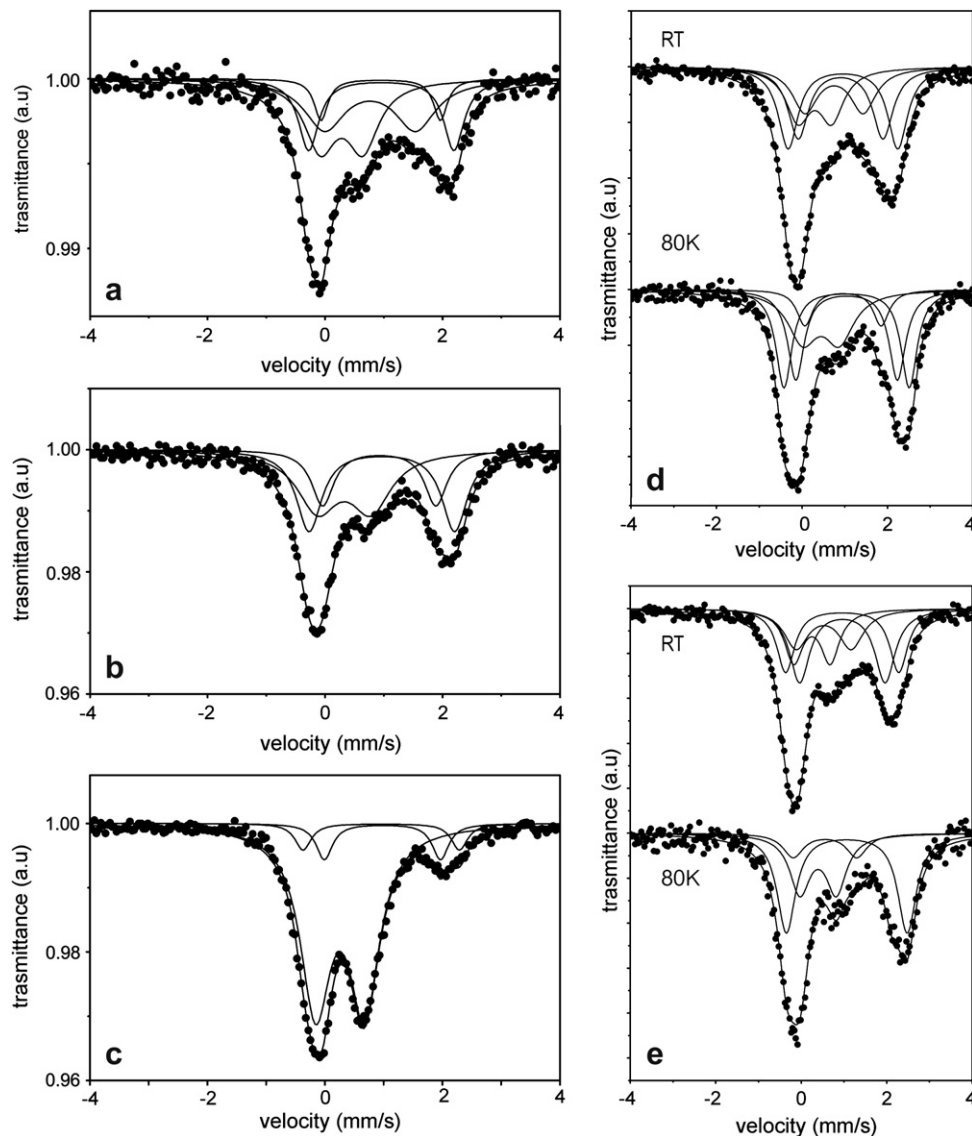 1.00
0.99
trasmittance (a.u)
a
-4 -2 0 2 4
velocity (mm/s)
1.00
0.98
0.96
trasmittance (a.u)
b
-4 -2 0 2 4
velocity (mm/s)
1.00
0.98
0.96
trasmittance (a.u)
c
-4 -2 0 2 4
velocity (mm/s)
RT
80K
trasmittance (a.u)
d
-4 -2 0 2 4
velocity (mm/s)
RT
80K
trasmittance (a.u)
e
-4 -2 0 2 4
velocity (mm/s)